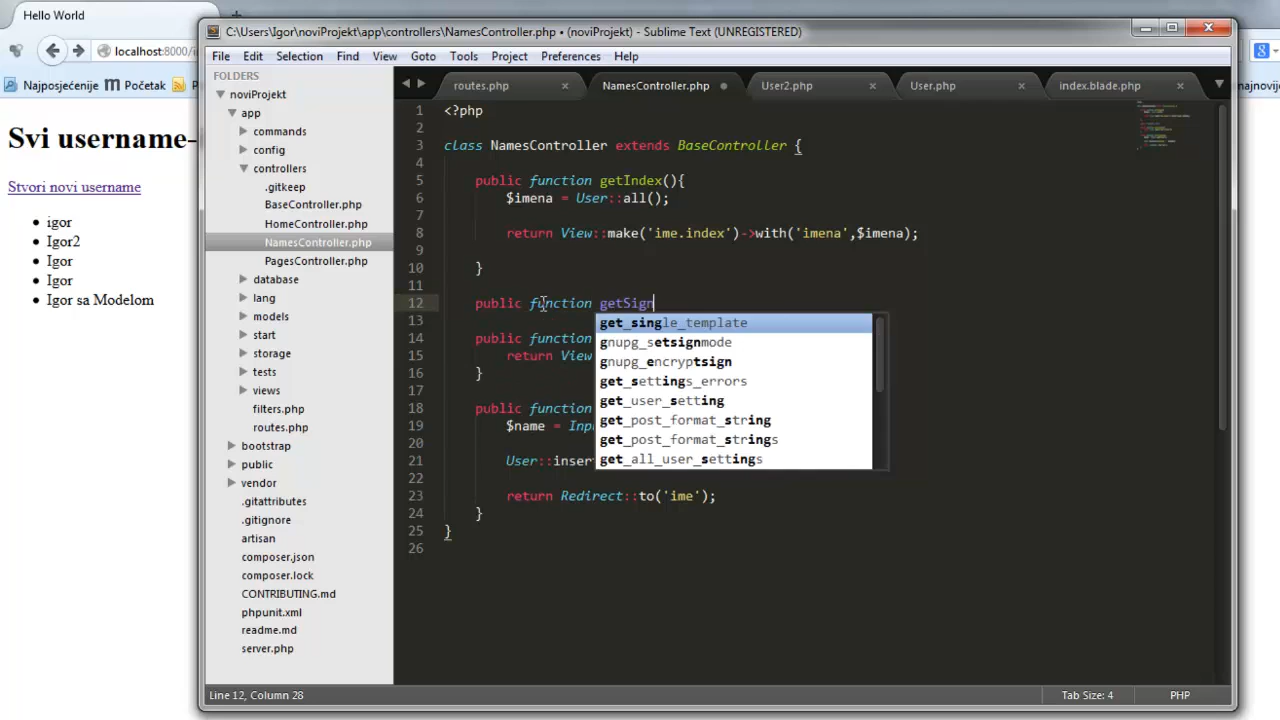 Hello World
C:\Users\Igor\noviProjekt\app\controllers\NamesController.php • (noviProjekt) - Sublime Text (UNREGISTERED)
localhost:8000/i
File Edit Selection Find View Goto Tools Project Preferences Help
Najposjećenije Početak P
najnovijo
Svi username-
Stvori novi username
igor
Igor2
Igor
Igor
Igor sa Modelom
FOLDERS
noviProjekt
app
commands
config
controllers
.gitkeep
BaseController.php
HomeController.php
NamesController.php
PagesController.php
database
lang
models
start
storage
tests
views
filters.php
routes.php
bootstrap
public
vendor
.gitattributes
.gitignore
artisan
composer.json
composer.lock
CONTRIBUTING.md
phpunit.xml
readme.md
server.php
routes.php NamesController.php User2.php User.php index.blade.php
1 <?php
2
3 class NamesController extends BaseController {
4
5 public function getIndex(){
6 $imena = User::all();
7
8 return View::make('ime.index')->with('imena',$imena);
9
10 }
11
12 public function getSign
13
14 public function
15 return View
16 }
17
18 public function
19 $name = Inp
20
21 User::inser
22
23 return Redirect::to('ime');
24 }
25 }
26
get_single_template
gnupg_setsignmode
gnupg_encryptsign
get_settings_errors
get_user_setting
get_post_format_string
get_post_format_strings
get_all_user_settings
Line 12, Column 28 Tab Size: 4 PHP